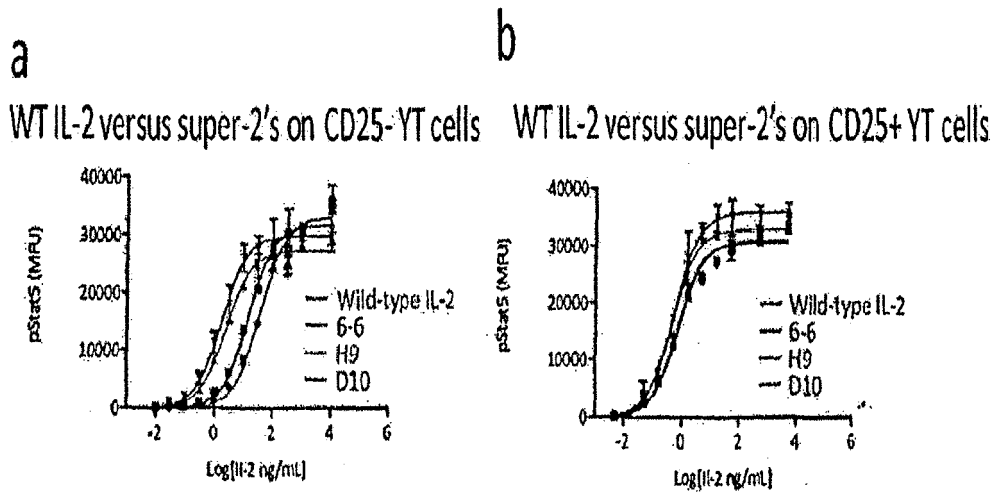 a
WT IL-2 versus super-2's on CD25- YT cells
pStat5 (MFU)
40000
30000
20000
10000
0
-2
0
2
4
6
Log[Il-2 ng/mL]
Wild-type IL-2
6-6
H9
D10
b
WT IL-2 versus super-2's on CD25+ YT cells
pStat5 (MFU)
40000
30000
20000
10000
0
-2
0
2
4
6
Log[Il-2 ng/mL]
Wild-type IL-2
6-6
H9
D10